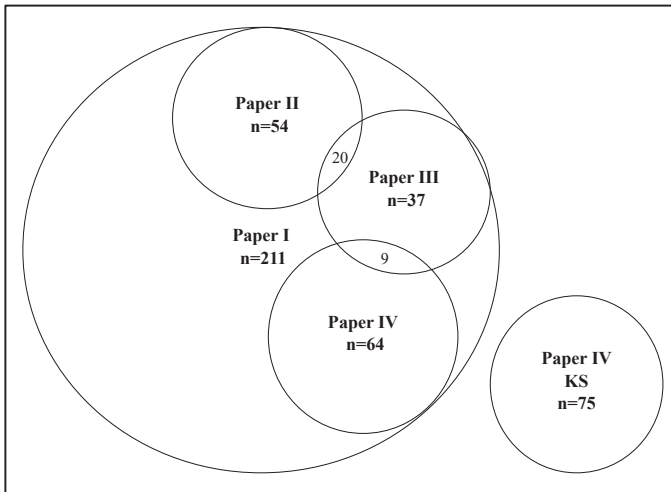 Paper II
n=54
20
Paper III
n=37
Paper I
n=211
9
Paper IV
n=64
Paper IV
KS
n=75